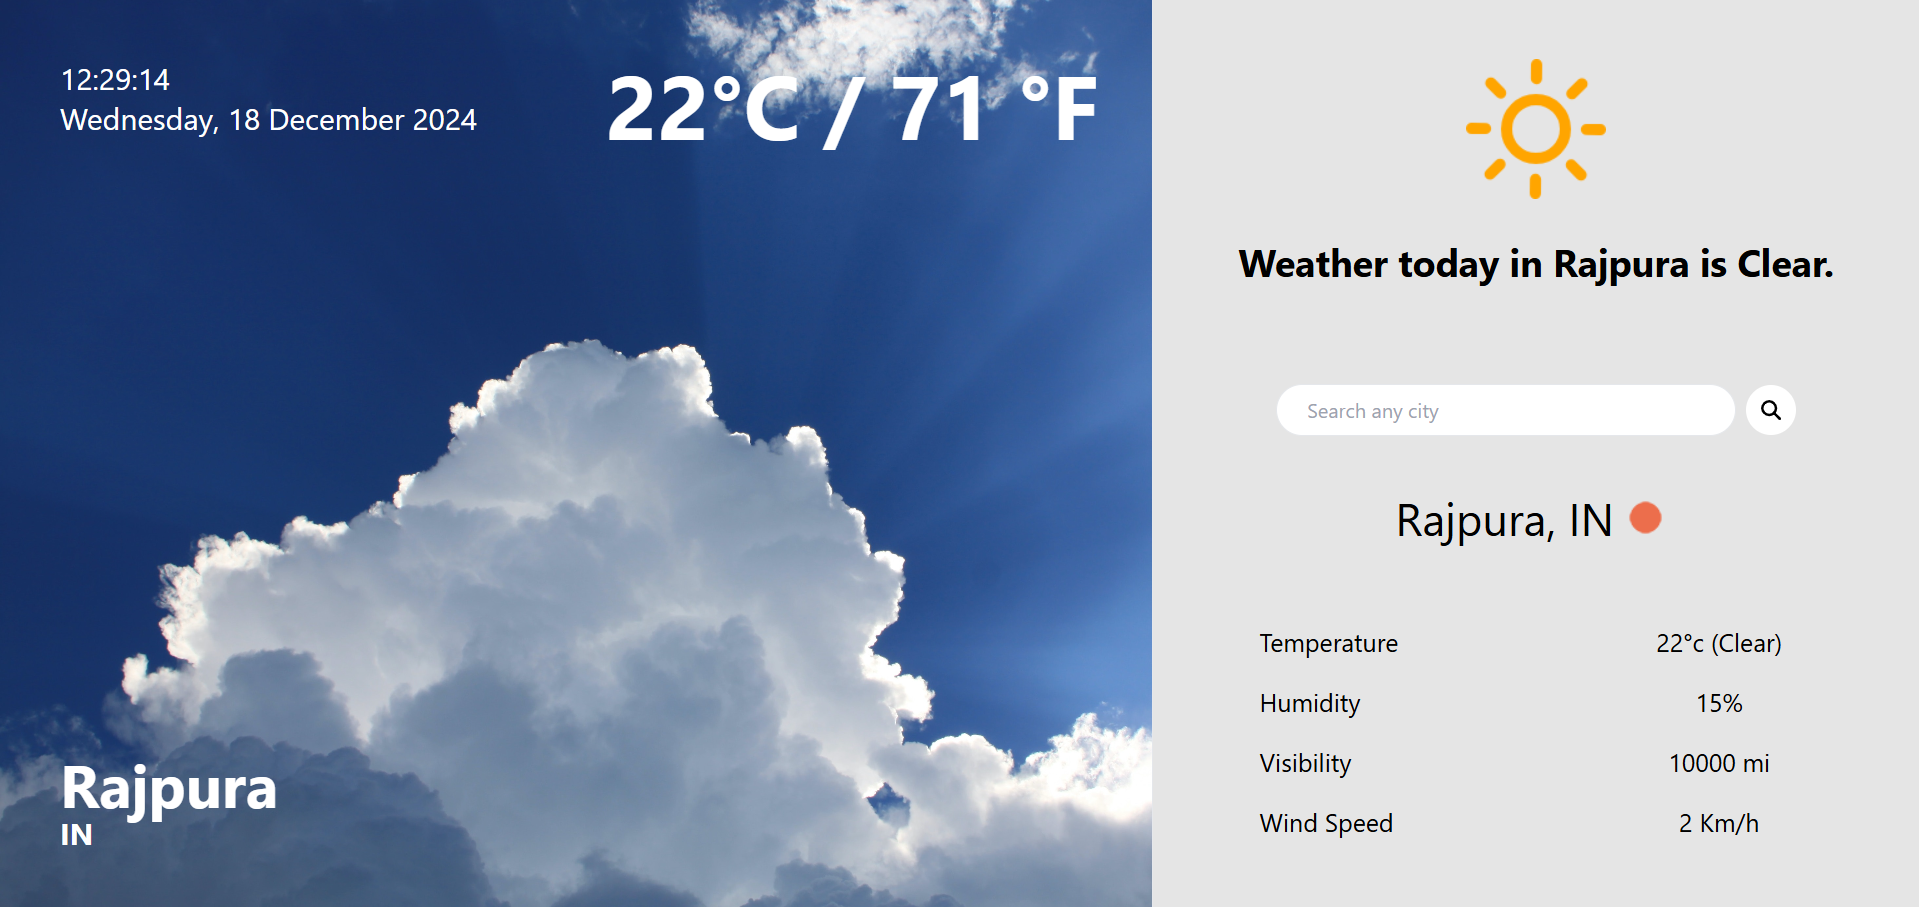 12:29:14
Wednesday, 18 December 2024
22°C / 71 °F
Rajpura
IN
Weather today in Rajpura is Clear.
Search any city
Rajpura, IN
Temperature 22°c (Clear)
Humidity 15%
Visibility 10000 mi
Wind Speed 2 Km/h